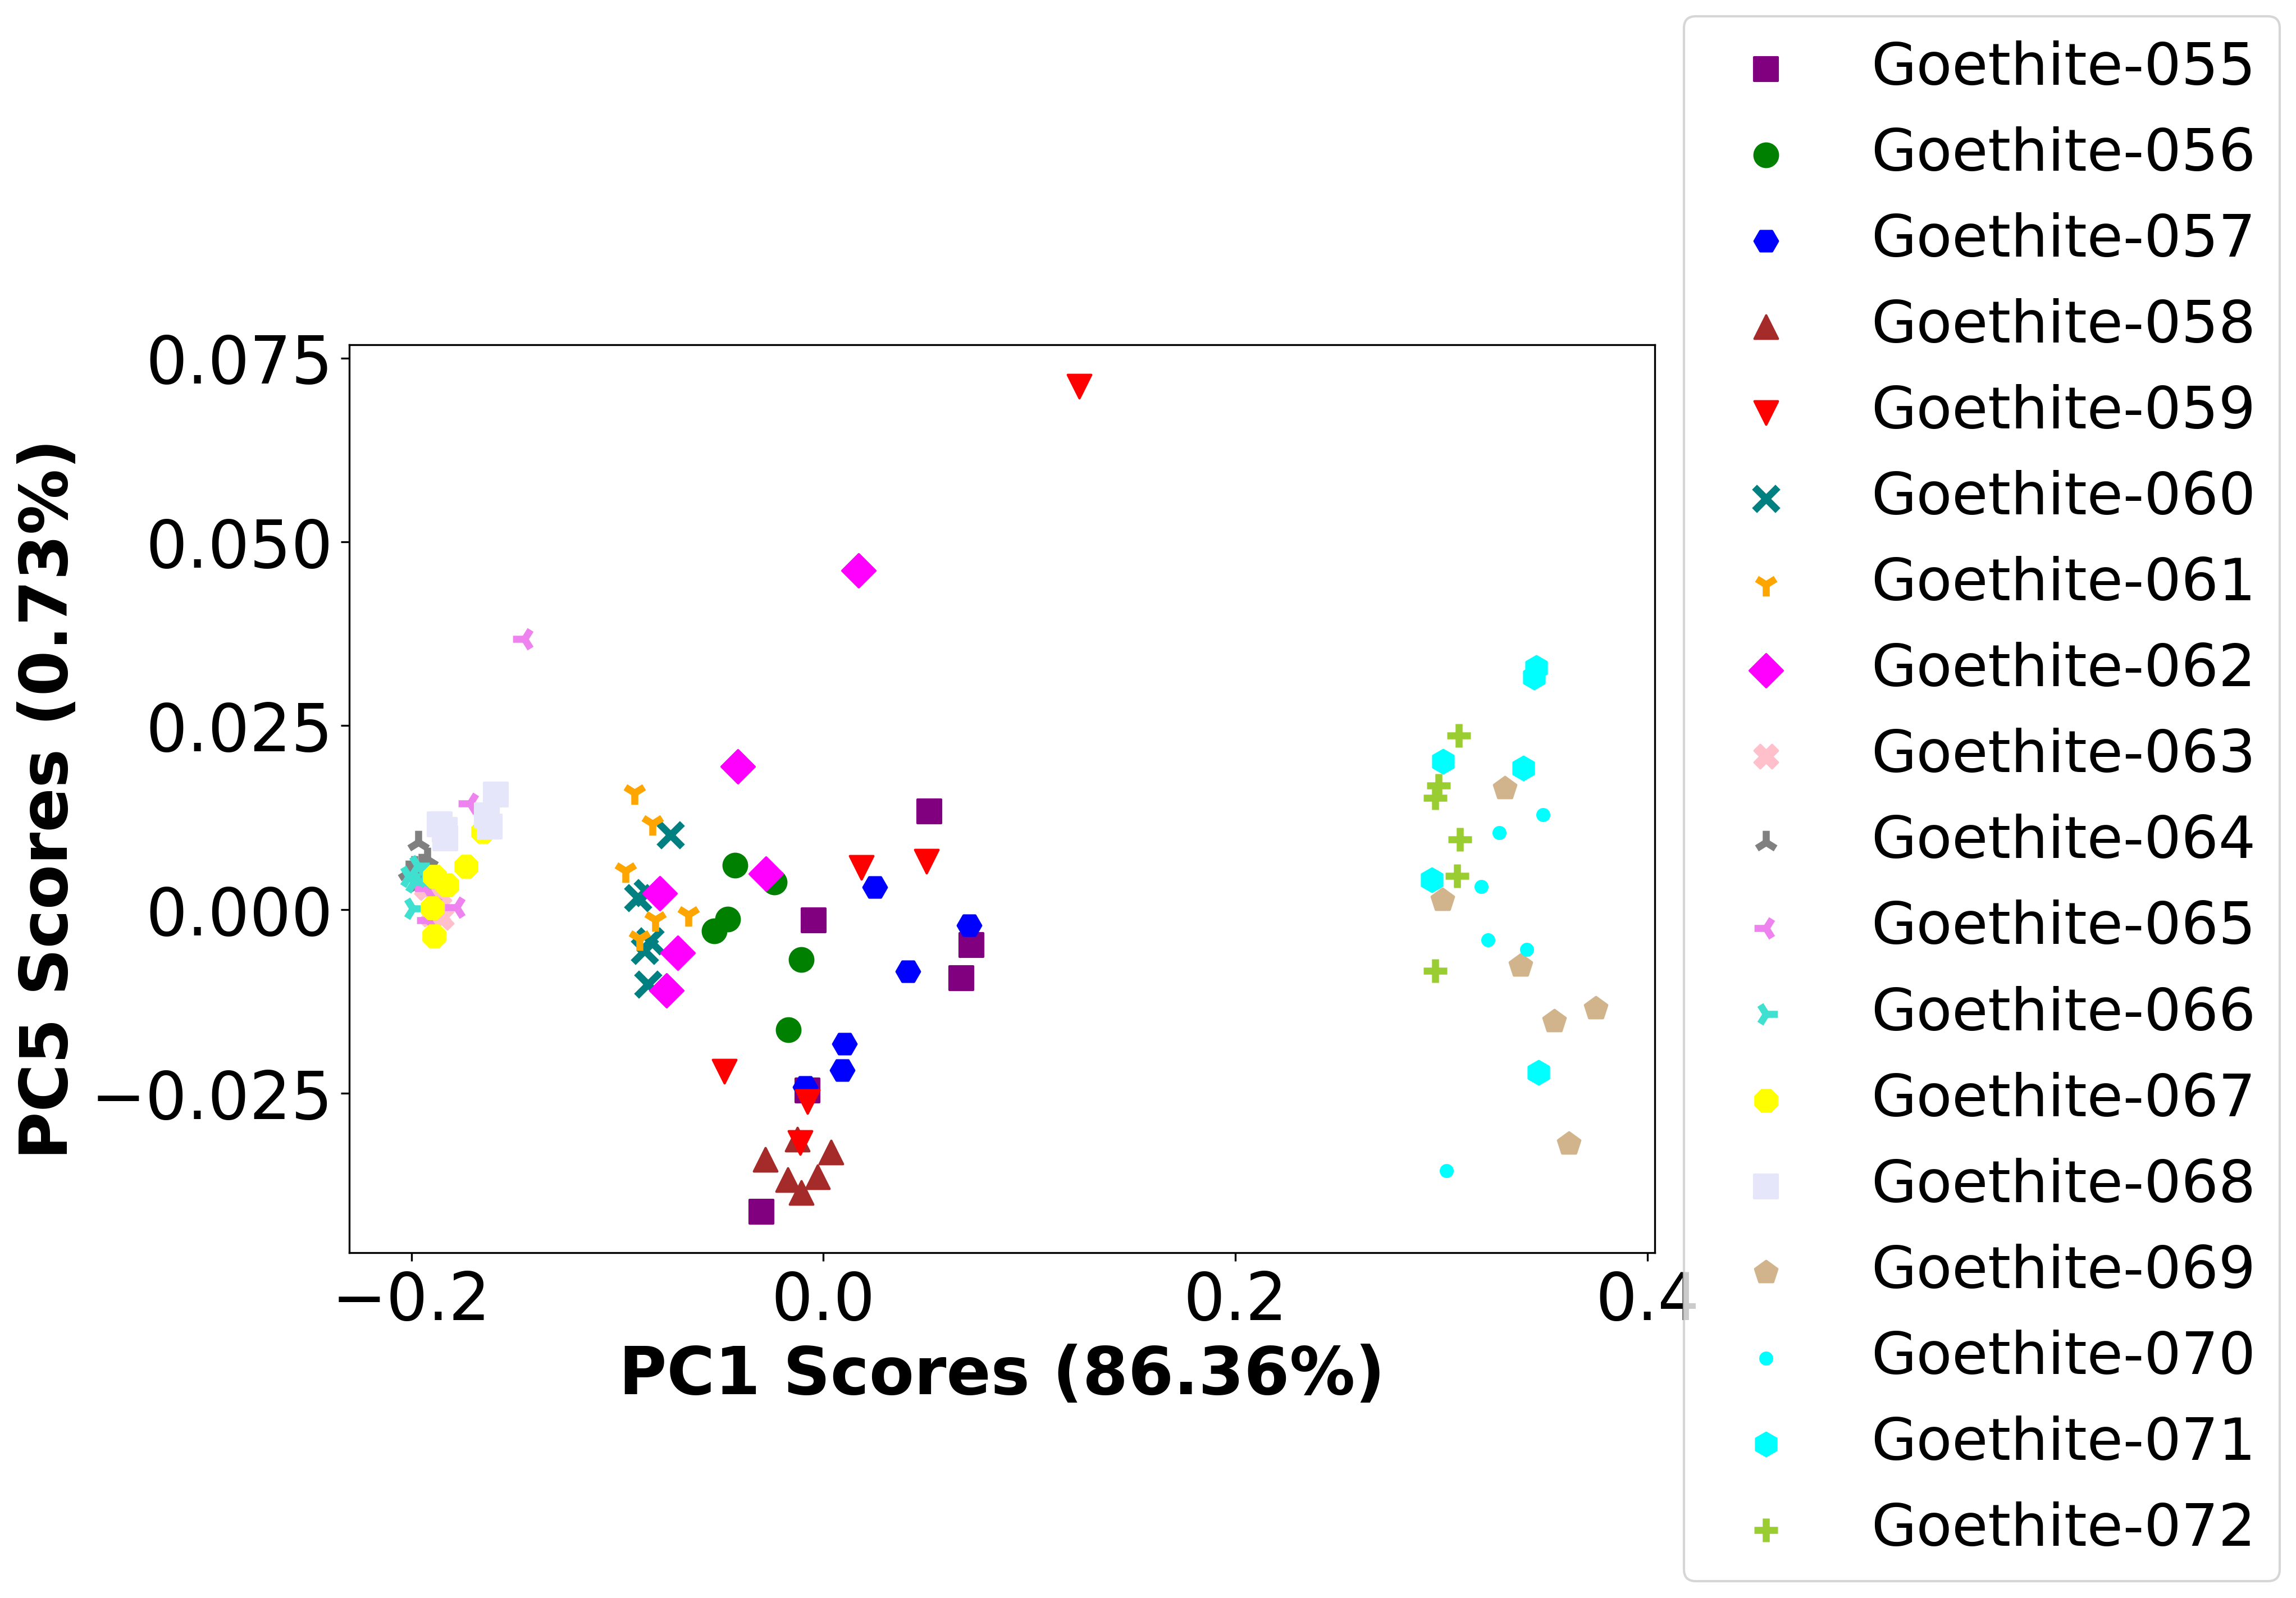 Goethite-055
Goethite-056
Goethite-057
Goethite-058
Goethite-059
Goethite-060
Goethite-061
Goethite-062
Goethite-063
Goethite-064
Goethite-065
Goethite-066
Goethite-067
Goethite-068
Goethite-069
Goethite-070
Goethite-071
Goethite-072
0.075
0.050
0.025
0.000
−0.025
PC5 Scores (0.73%)
−0.2 0.0 0.2 0.4
PC1 Scores (86.36%)